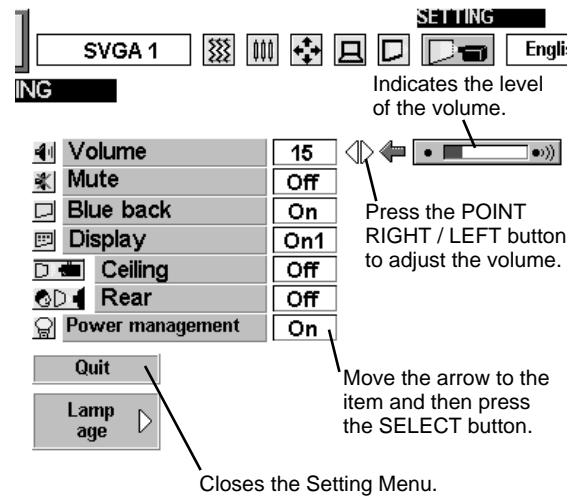 SETTING
SVGA 1
Englis
ING
Indicates the level
of the volume.
Volume 15
Mute Off
Blue back On
Display On1
Ceiling Off
Rear Off
Power management On
Press the POINT
RIGHT / LEFT button
to adjust the volume.
Quit
Lamp
age
Move the arrow to the
item and then press
the SELECT button.
Closes the Setting Menu.